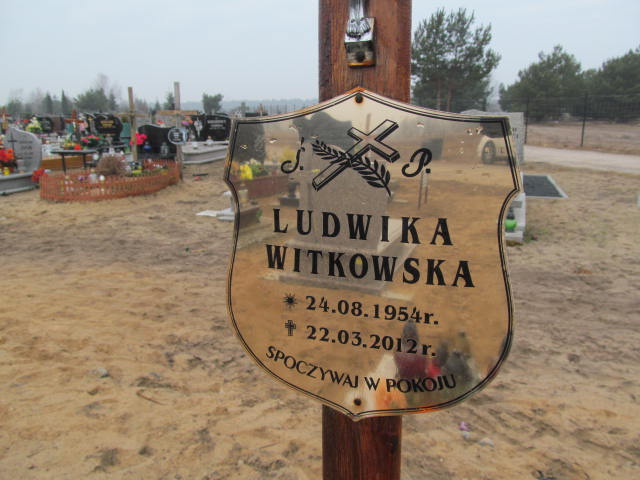 Ś. P.
LUDWIKA
WITKOWSKA
24.08.1954r.
22.03.2012r.
SPOCZYWAJ W POKOJU